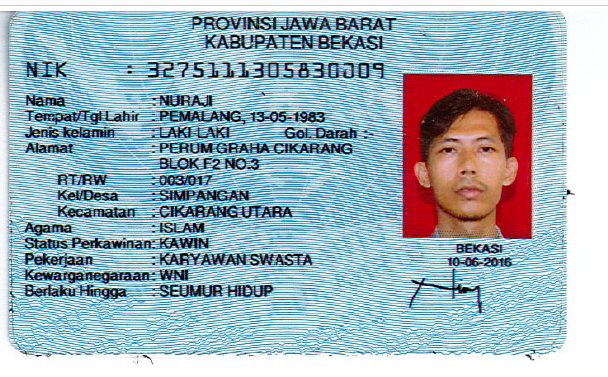 PROVINSI JAWA BARAT
KABUPATEN BEKASI
NIK : 3275111305830009
Nama : NURAJI
Tempat/Tgl Lahir : PEMALANG, 13-05-1983
Jenis kelamin : LAKI LAKI Gol. Darah :-
Alamat : PERUM GRAHA CIKARANG
BLOK F2 NO.3
RT/RW : 003/017
Kel/Desa : SIMPANGAN
Kecamatan : CIKARANG UTARA
Agama : ISLAM
Status Perkawinan: KAWIN
Pekerjaan : KARYAWAN SWASTA
Kewarganegaraan: WNI
Berlaku Hingga : SEUMUR HIDUP
BEKASI
10-06-2016